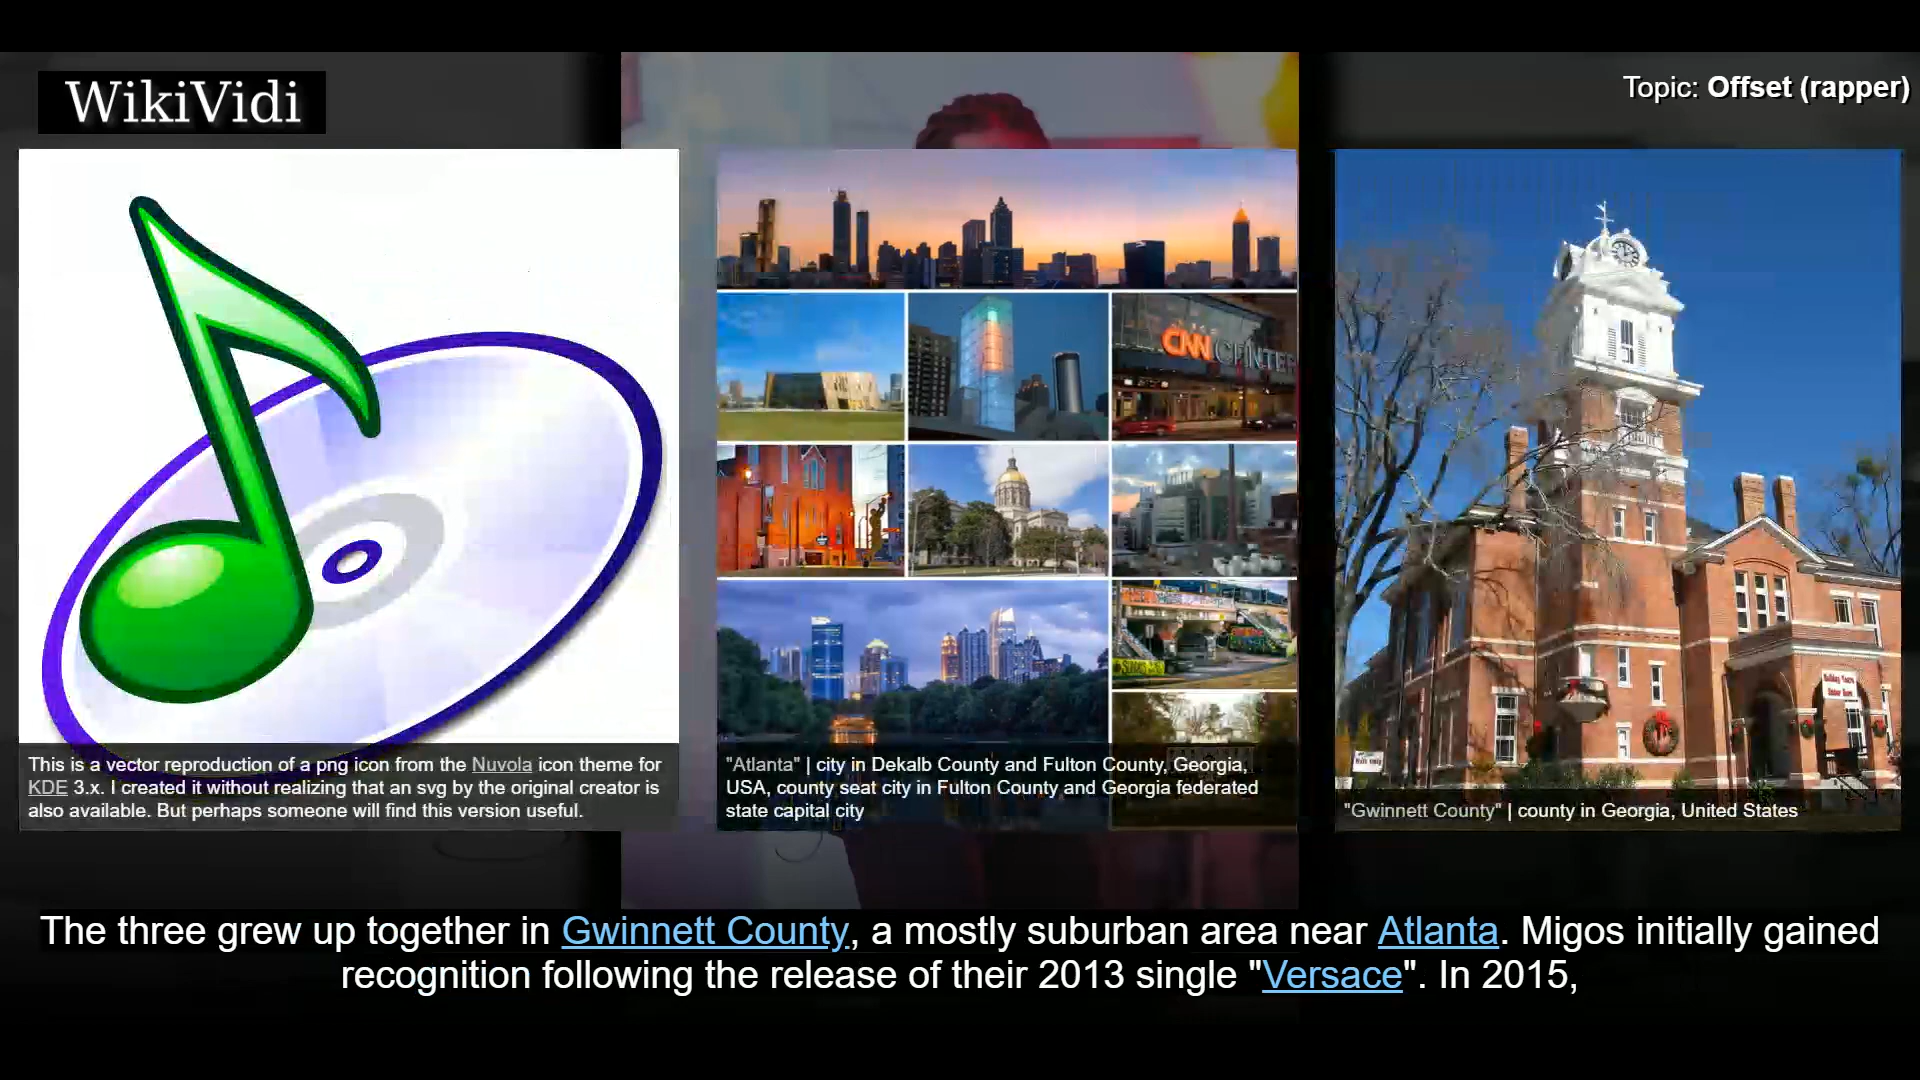 WikiVidi
Topic: Offset (rapper)
CNN CENTER
This is a vector reproduction of a png icon from the Nuvola icon theme for
KDE 3.x. I created it without realizing that an svg by the original creator is
also available. But perhaps someone will find this version useful.
"Atlanta" | city in Dekalb County and Fulton County, Georgia,
USA, county seat city in Fulton County and Georgia federated
state capital city
"Gwinnett County" | county in Georgia, United States
The three grew up together in Gwinnett County, a mostly suburban area near Atlanta. Migos initially gained
recognition following the release of their 2013 single "Versace". In 2015,